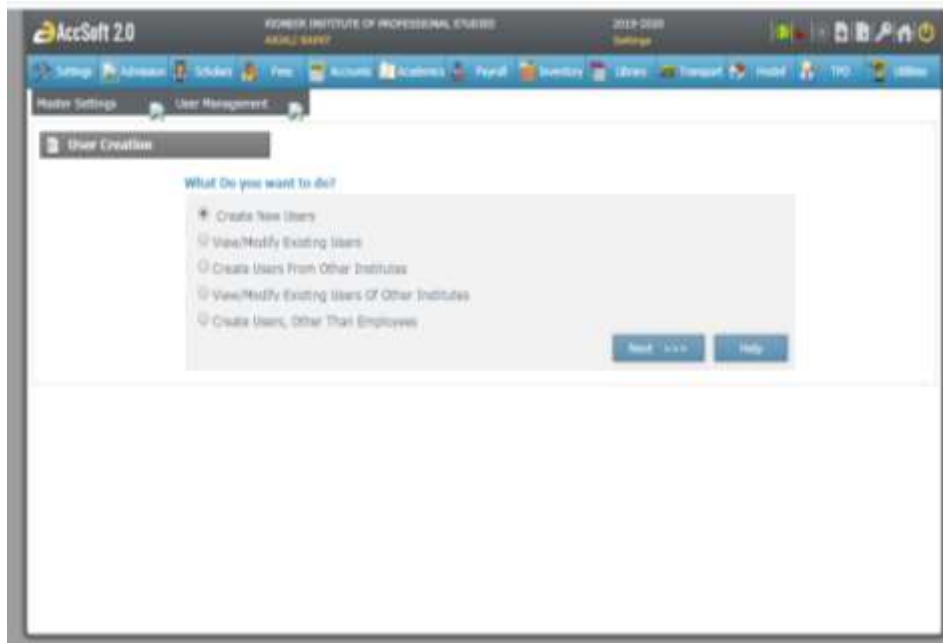 AccSoft 2.0
PIONEER INSTITUTE OF PROFESSIONAL STUDIES
2019-2020
Settings
Settings Admission Scholars Fees Accounts Academics Payroll Inventory Library Transport Hostel TPO Utilities
Master Settings User Management
User Creation
What Do you want to do?
Create New Users
View/Modify Existing Users
Create Users From Other Institutes
View/Modify Existing Users Of Other Institutes
Create Users, Other Than Employees
Next >>> Help